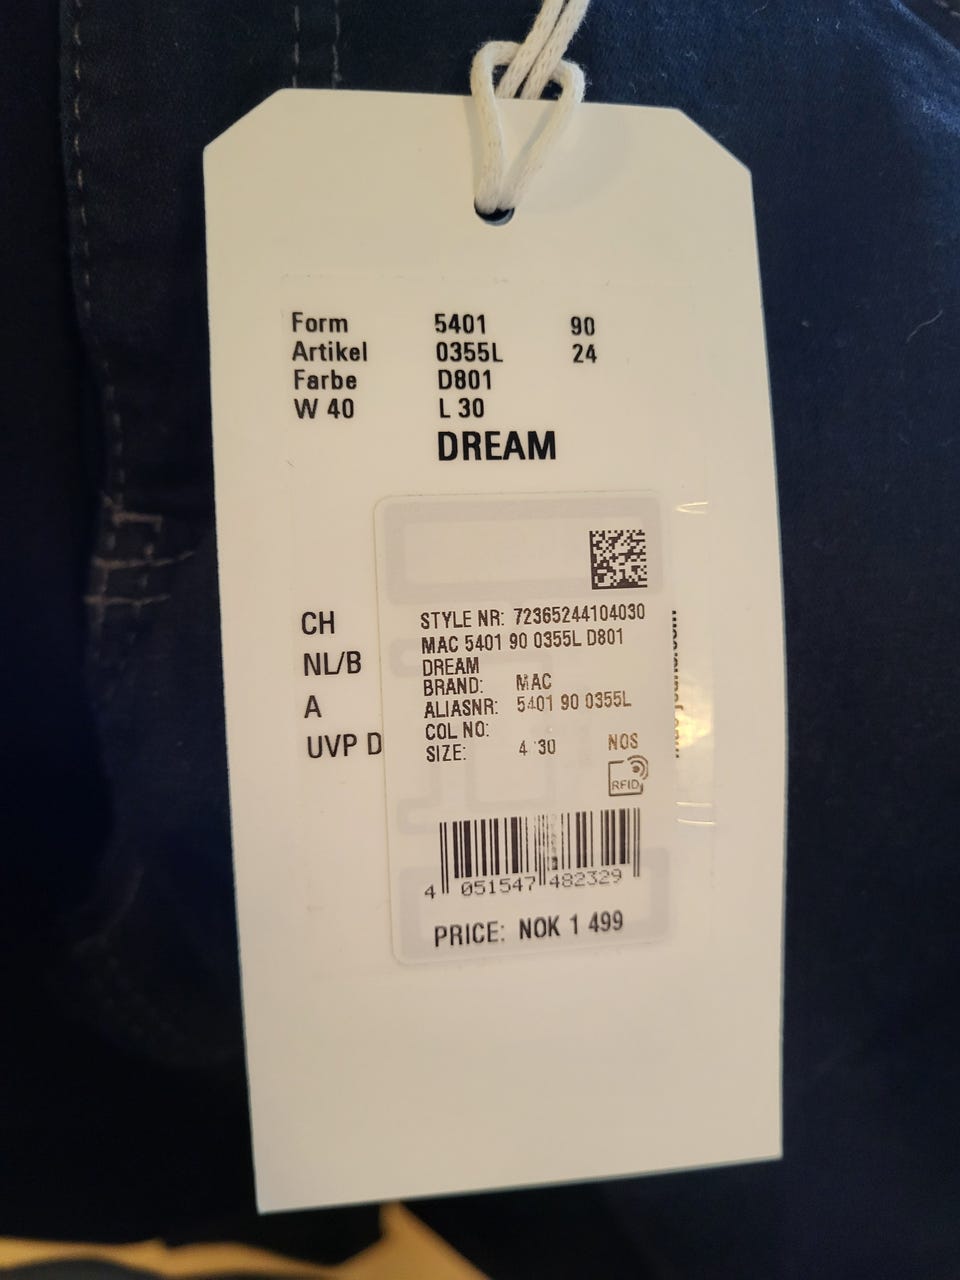 Form 5401 90
Artikel 0355L 24
Farbe D801
W 40 L 30
DREAM
CH
NL/B
A
UVP D
STYLE NR: 72365244104030
MAC 5401 90 0355L D801
DREAM
BRAND: MAC
ALIASNR: 5401 90 0355L
COL NO:
SIZE: 4 30 NOS
RFID
4 051547 482329
PRICE: NOK 1 499